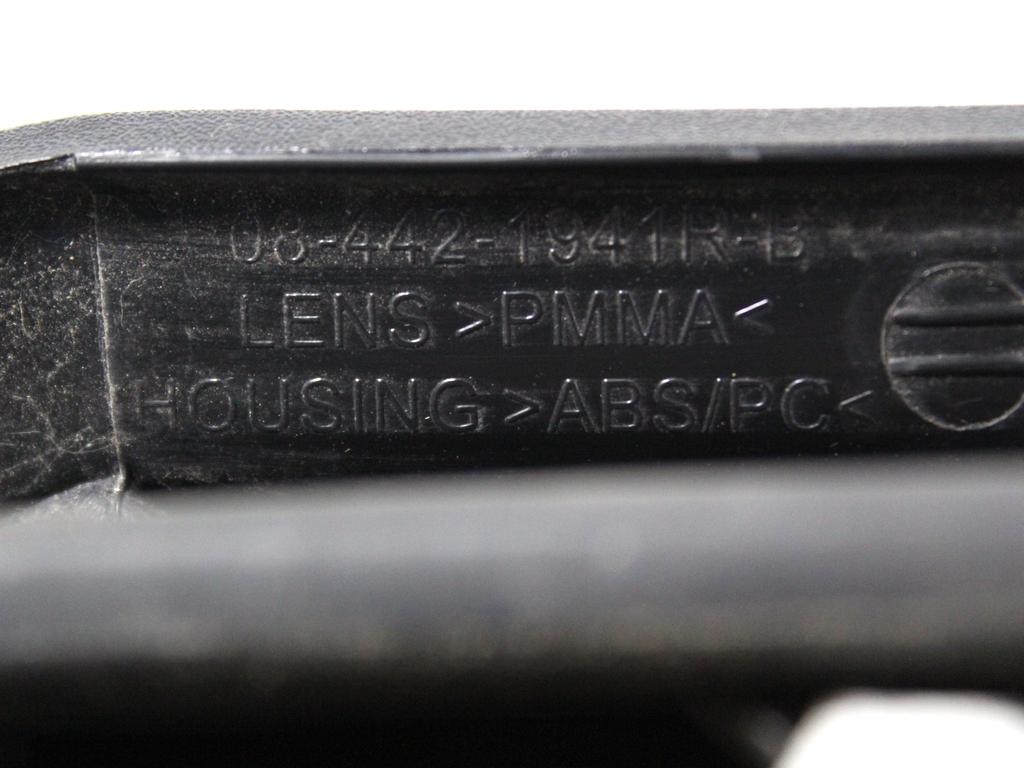 08-442-1941R-B
LENS >PMMA<
HOUSING >ABS/PC<